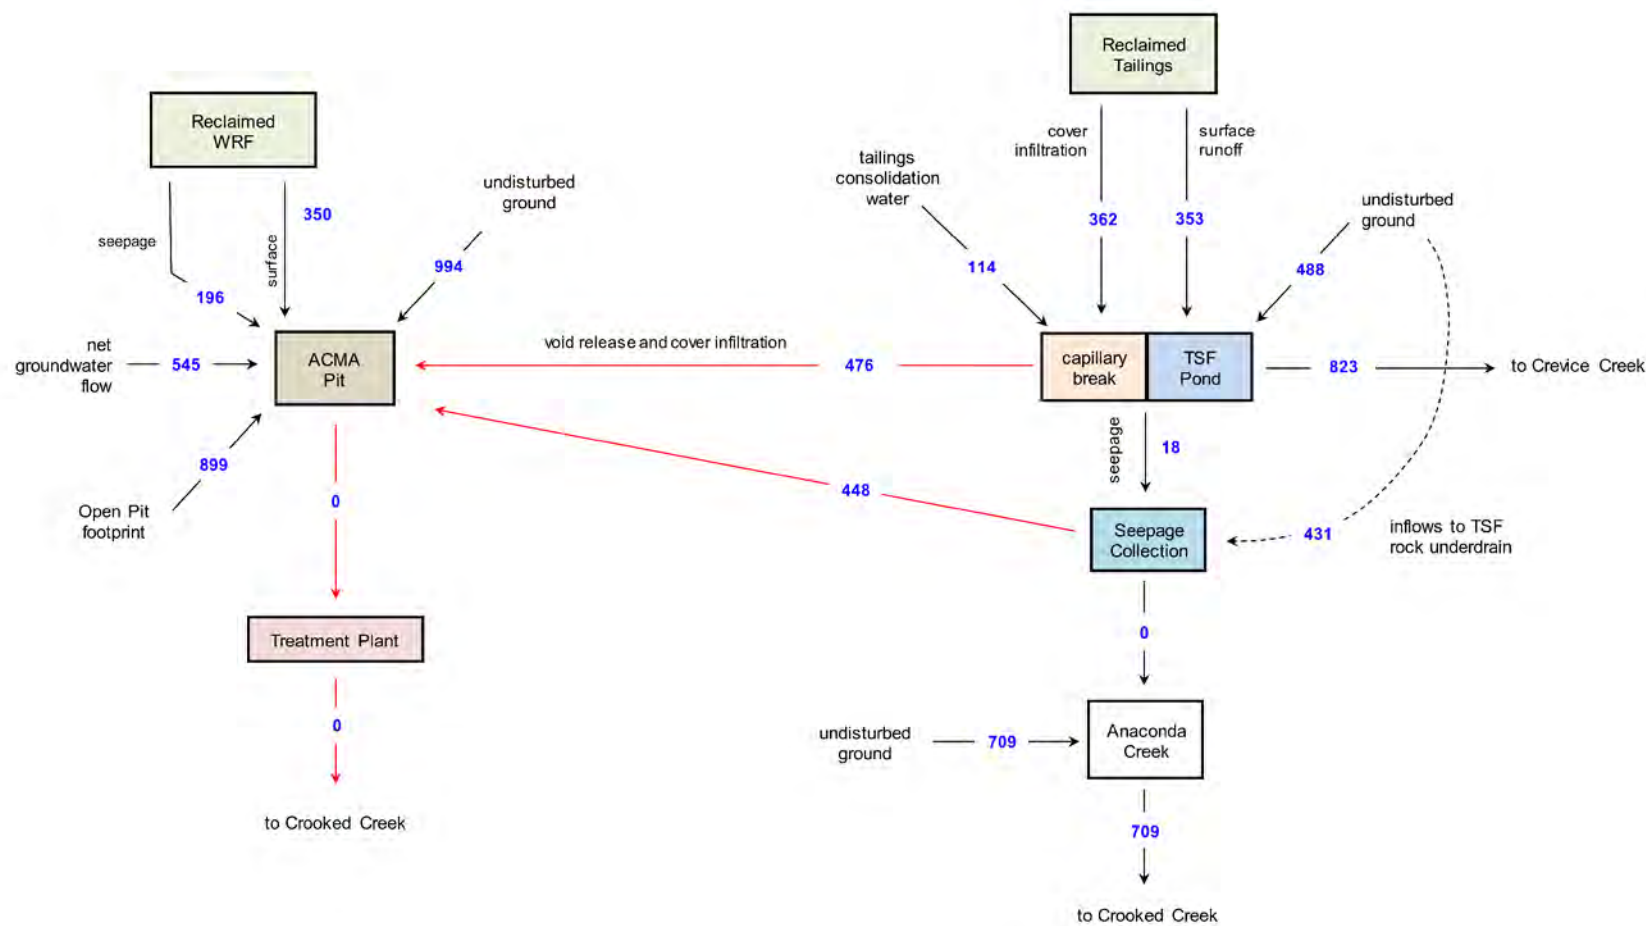 Reclaimed
Tailings
Reclaimed
WRF
cover
infiltration
surface
runoff
tailings
consolidation
water
undisturbed
ground
undisturbed
ground
350
362
353
seepage
surface
994
114
488
196
net
groundwater
flow
545
ACMA
Pit
void release and cover infiltration
476
capillary
break
TSF
Pond
823
to Crevice Creek
899
seepage
18
448
0
Open Pit
footprint
Seepage
Collection
431
inflows to TSF
rock underdrain
Treatment Plant
0
0
undisturbed
ground
709
Anaconda
Creek
to Crooked Creek
709
to Crooked Creek